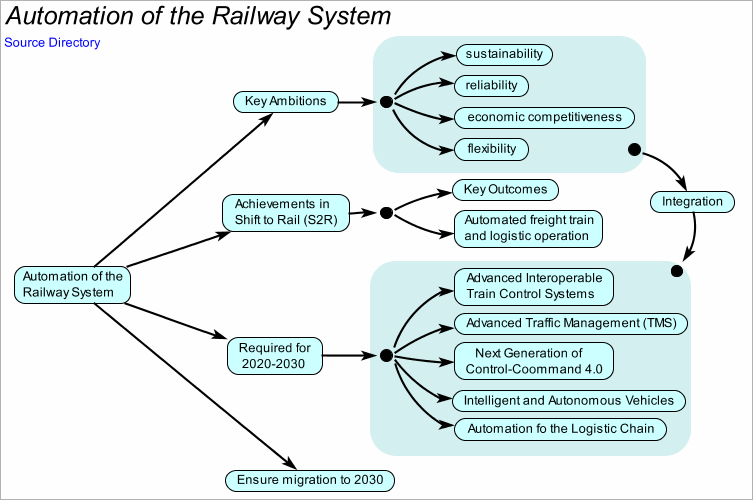 Automation of the Railway System
Source Directory
sustainability
reliability
Key Ambitions
economic competitiveness
flexibility
Key Outcomes
Integration
Achievements in
Shift to Rail (S2R)
Automated freight train
and logistic operation
Automation of the
Railway System
Advanced Interoperable
Train Control Systems
Advanced Traffic Management (TMS)
Required for
2020-2030
Next Generation of
Control-Coommand 4.0
Intelligent and Autonomous Vehicles
Automation fo the Logistic Chain
Ensure migration to 2030